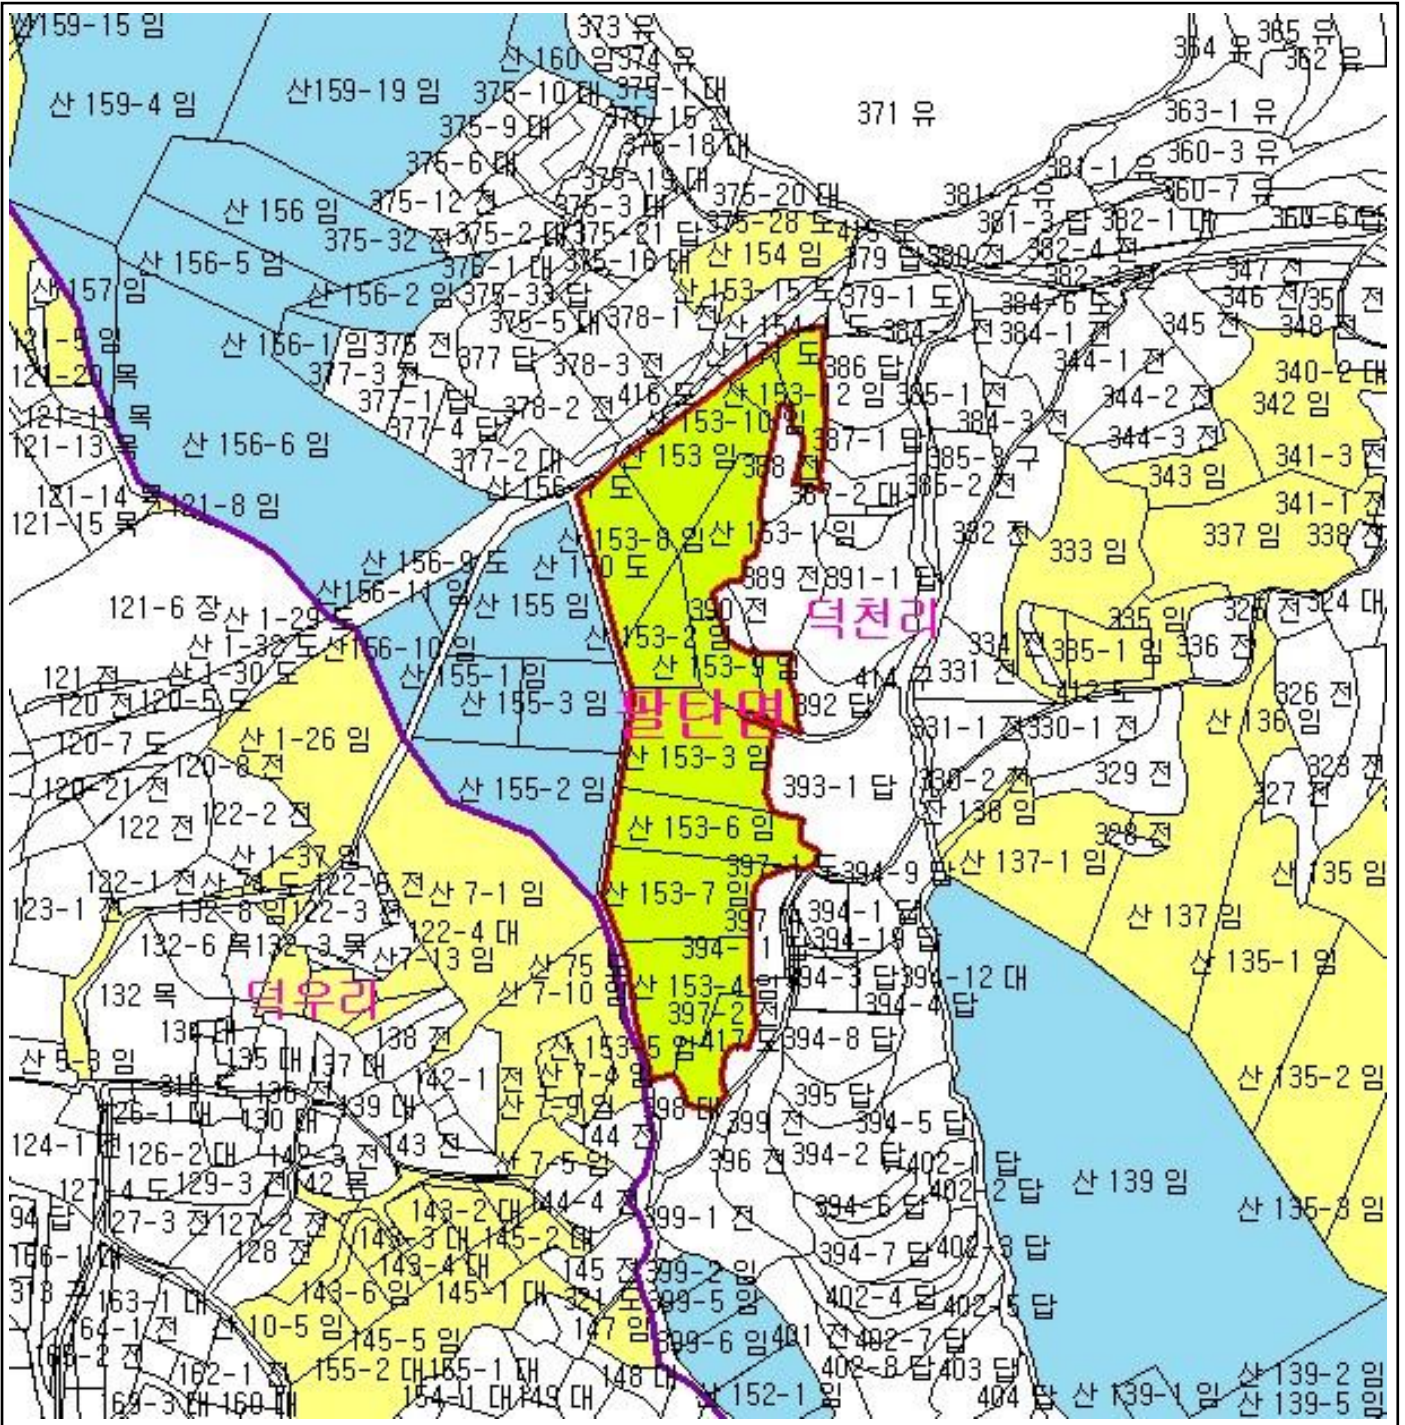 산 159-4 임
산159-19 임
산 160 임
373 유
374 유
371 유
364 유
365 유
362 유
363-1 유
360-3 유
360-7 유
381-1 유
381-2 유
381-3 답
382-1 대
382-4 전
375-10 대
375-1 대
375-9 대
375-15 전
375-18 대
375-6 대
375-19 대
375-12 전
375-3 대
375-20 대
375-28 도
산 156 임
375-32 전
375-2 대
375-21 답
산 154 임
379 답
380 전
산 156-5 임
376-1 대
375-16 대
산 157 임
산 156-2 임
375-33 답
산 153-15 도
379-1 도
384-6 도
347 전
346 전
375-5 대
378-1 전
384-1 전
345 전
348 전
121-5 임
산 156-1 임
376 전
377 답
378-3 전
386 답
344-1 전
340-2 대
121-20 목
377-3 전
416 도
385-1 전
344-2 전
342 임
377-1 답
378-2 전
384-3 전
121-13 목
산 156-6 임
377-4 답
산 153-10 임
387-1 답
344-3 전
377-2 대
산 153 임
388 전
385-3 구
343 임
341-3 전
121-14 목
121-8 임
387-2 대
385-2 전
341-1 전
121-15 목
산 153-8 임
산 153-1 임
332 전
333 임
337 임
338 전
산 156-9 도
산 170 도
산156-11 임
산 155 임
389 전
891-1 답
121-6 장
산 1-29 도
390 전
덕천리
335 임
325 전
324 대
산 1-32 도
산156-10 임
산 153-2 임
334 전
335-1 임
336 전
121 전
산 1-30 도
산 155-1 임
산 153-9 임
414 구
331 전
120 전
120-5 도
산 155-3 임
팔탄면
392 답
412 도
326 전
120-7 도
산 1-26 임
331-1 전
330-1 전
산 136 임
120-8 전
산 153-3 임
329 전
323 전
120-21 전
산 155-2 임
393-1 답
330-2 전
327 전
122 전
122-2 전
산 153-6 임
산 138 임
328 전
산 1-37 임
397-1 도
394-9 답
산 137-1 임
산 135 임
122-1 전
122-5 전
산 7-1 임
산 153-7 임
123-1 전
132-8 임
122-3 전
394-1 답
산 137 임
132-6 목
132-3 목
122-4 대
394-19 답
산7-13 임
산 135-1 임
132 목
덕우리
산 7-10 임
산 153-4 임
394-3 답
394-12 대
397-2 전
394-4 답
138 전
산 5-3 임
135 대
137 대
산 153-5 임
417 도
394-8 답
142-1 전
산 7-4 임
산 135-2 임
139 대
산 7-9 임
398 대
395 답
126-1 대
130 대
399 전
394-5 답
124-1 전
143 전
144 전
126-2 대
산 7-5 임
396 전
394-2 답
402-1 답
산 139 임
127-4 도
129-3 전
142 목
144-4 전
402-2 답
143-2 대
394-6 답
산 135-3 임
127-2 전
399-1 전
128 전
143-3 대
145-2 대
394-7 답
402-3 답
143-4 대
145 전
399-2 임
163-1 대
143-6 임
145-1 대
321 도
402-4 답
402-5 답
산 10-5 임
145-5 임
147 임
401 전
402-7 답
162-1 전
155-2 대
402-8 답
403 답
산 139-2 임
160 대
154-1 대
149 대
148 대
산 152-1 임
404 답
산 139-1 임
산 139-5 임